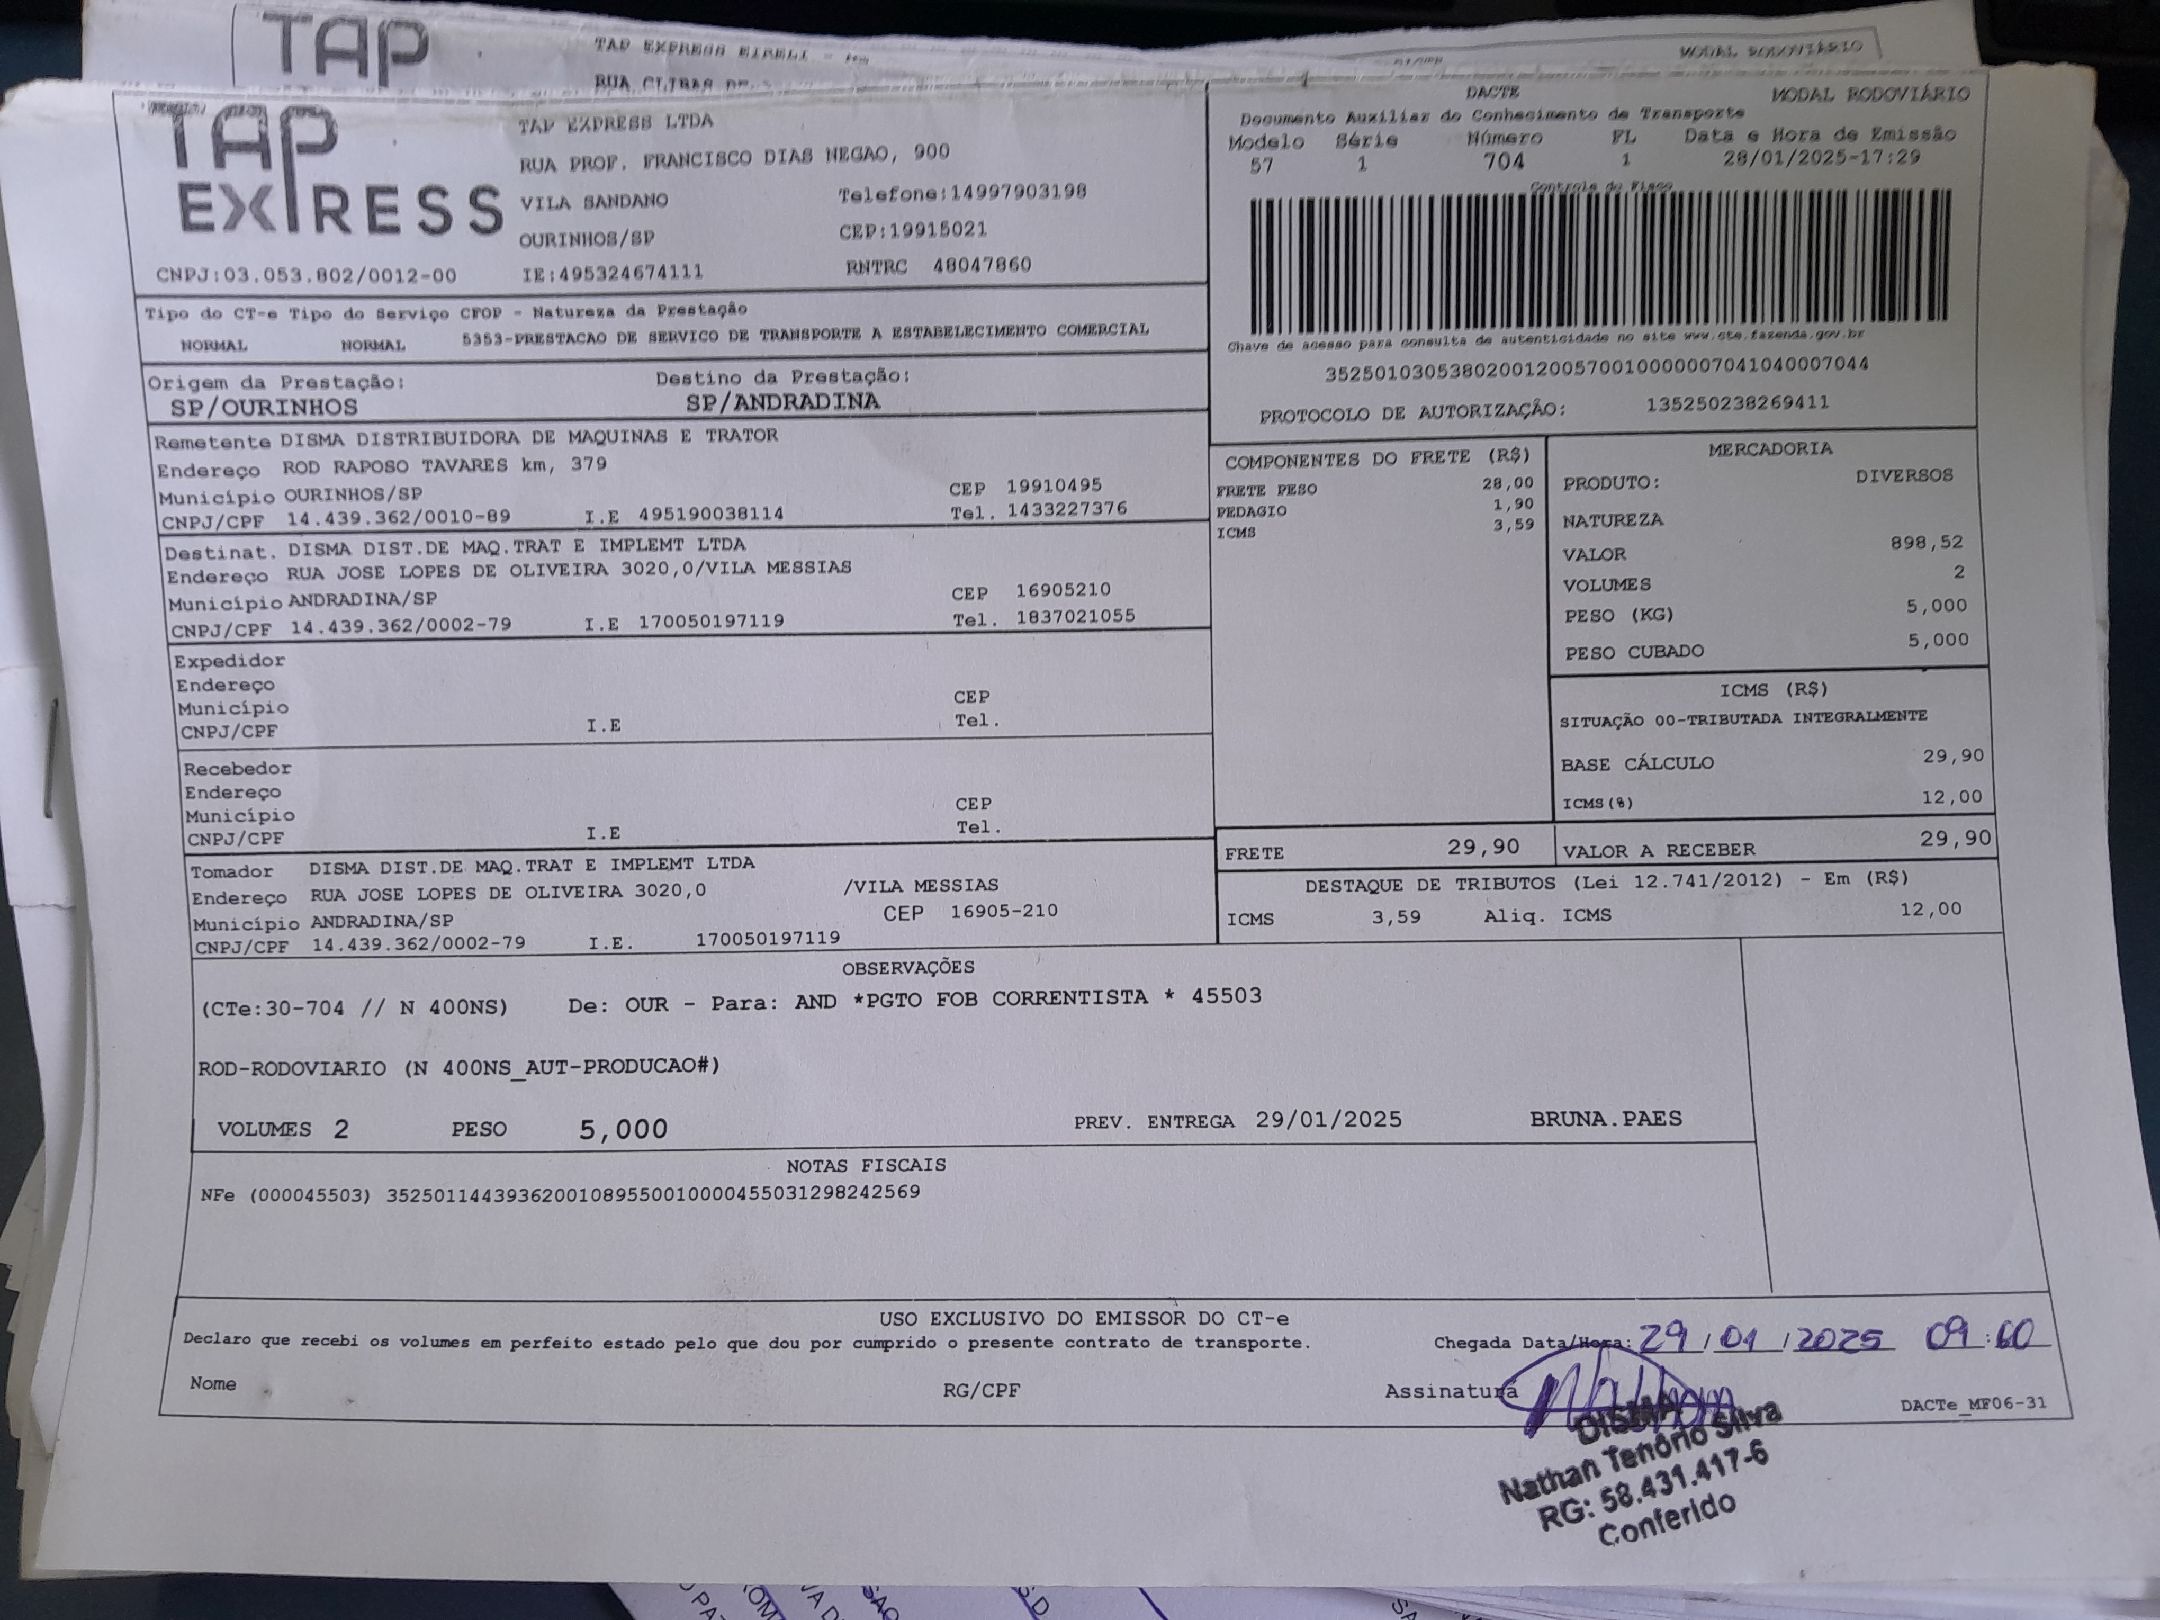 TAP
TAP EXPRESS EIRELI -
RUA
MODAL RODOVIÁRIO
TAP EXPRESS
TAP EXPRESS LTDA
RUA PROF. FRANCISCO DIAS NEGAO, 900
VILA SANDANO Telefone:14997903198
OURINHOS/SP CEP:19915021
CNPJ:03.053.802/0012-00 IE:495324674111 RNTRC 48047860
DACTE MODAL RODOVIÁRIO
Documento Auxiliar do Conhecimento de Transporte
Modelo Série Número FL Data e Hora de Emissão
57 1 704 1 28/01/2025-17:29
Controle do Fisco
Chave de acesso para consulta de autenticidade no site www.cte.fazenda.gov.br
35250103053802001200570010000007041040007044
PROTOCOLO DE AUTORIZAÇÃO: 135250238269411
Tipo do CT-e Tipo do Serviço CFOP - Natureza da Prestação
NORMAL NORMAL 5353-PRESTACAO DE SERVICO DE TRANSPORTE A ESTABELECIMENTO COMERCIAL
Origem da Prestação: Destino da Prestação:
SP/OURINHOS SP/ANDRADINA
Remetente DISMA DISTRIBUIDORA DE MAQUINAS E TRATOR
Endereço ROD RAPOSO TAVARES km, 379
Município OURINHOS/SP CEP 19910495
CNPJ/CPF 14.439.362/0010-89 I.E 495190038114 Tel. 1433227376
Destinat. DISMA DIST.DE MAQ.TRAT E IMPLEMT LTDA
Endereço RUA JOSE LOPES DE OLIVEIRA 3020,0/VILA MESSIAS
Município ANDRADINA/SP CEP 16905210
CNPJ/CPF 14.439.362/0002-79 I.E 170050197119 Tel. 1837021055
Expedidor
Endereço
Município CEP
CNPJ/CPF I.E Tel.
Recebedor
Endereço
Município CEP
CNPJ/CPF I.E Tel.
Tomador DISMA DIST.DE MAQ.TRAT E IMPLEMT LTDA
Endereço RUA JOSE LOPES DE OLIVEIRA 3020,0 /VILA MESSIAS
Município ANDRADINA/SP CEP 16905-210
CNPJ/CPF 14.439.362/0002-79 I.E. 170050197119
COMPONENTES DO FRETE (R$)
FRETE PESO 28,00
PEDAGIO 1,90
ICMS 3,59
MERCADORIA
PRODUTO: DIVERSOS
NATUREZA
VALOR 898,52
VOLUMES 2
PESO (KG) 5,000
PESO CUBADO 5,000
ICMS (R$)
SITUAÇÃO 00-TRIBUTADA INTEGRALMENTE
BASE CÁLCULO 29,90
ICMS(%) 12,00
FRETE 29,90 VALOR A RECEBER 29,90
DESTAQUE DE TRIBUTOS (Lei 12.741/2012) - Em (R$)
ICMS 3,59 Aliq. ICMS 12,00
OBSERVAÇÕES
(CTe:30-704 // N 400NS) De: OUR - Para: AND *PGTO FOB CORRENTISTA * 45503
ROD-RODOVIARIO (N 400NS_AUT-PRODUCAO#)
VOLUMES 2 PESO 5,000 PREV. ENTREGA 29/01/2025 BRUNA.PAES
NOTAS FISCAIS
NFe (000045503) 35250114439362001089550010000455031298242569
USO EXCLUSIVO DO EMISSOR DO CT-e
Declaro que recebi os volumes em perfeito estado pelo que dou por cumprido o presente contrato de transporte. Chegada Data/Hora: 29/01/2025 09:60
Nome RG/CPF Assinatura
DACTe_MF06-31
DISMA
Nathan Tenório Silva
RG: 58.431.417-6
Conferido